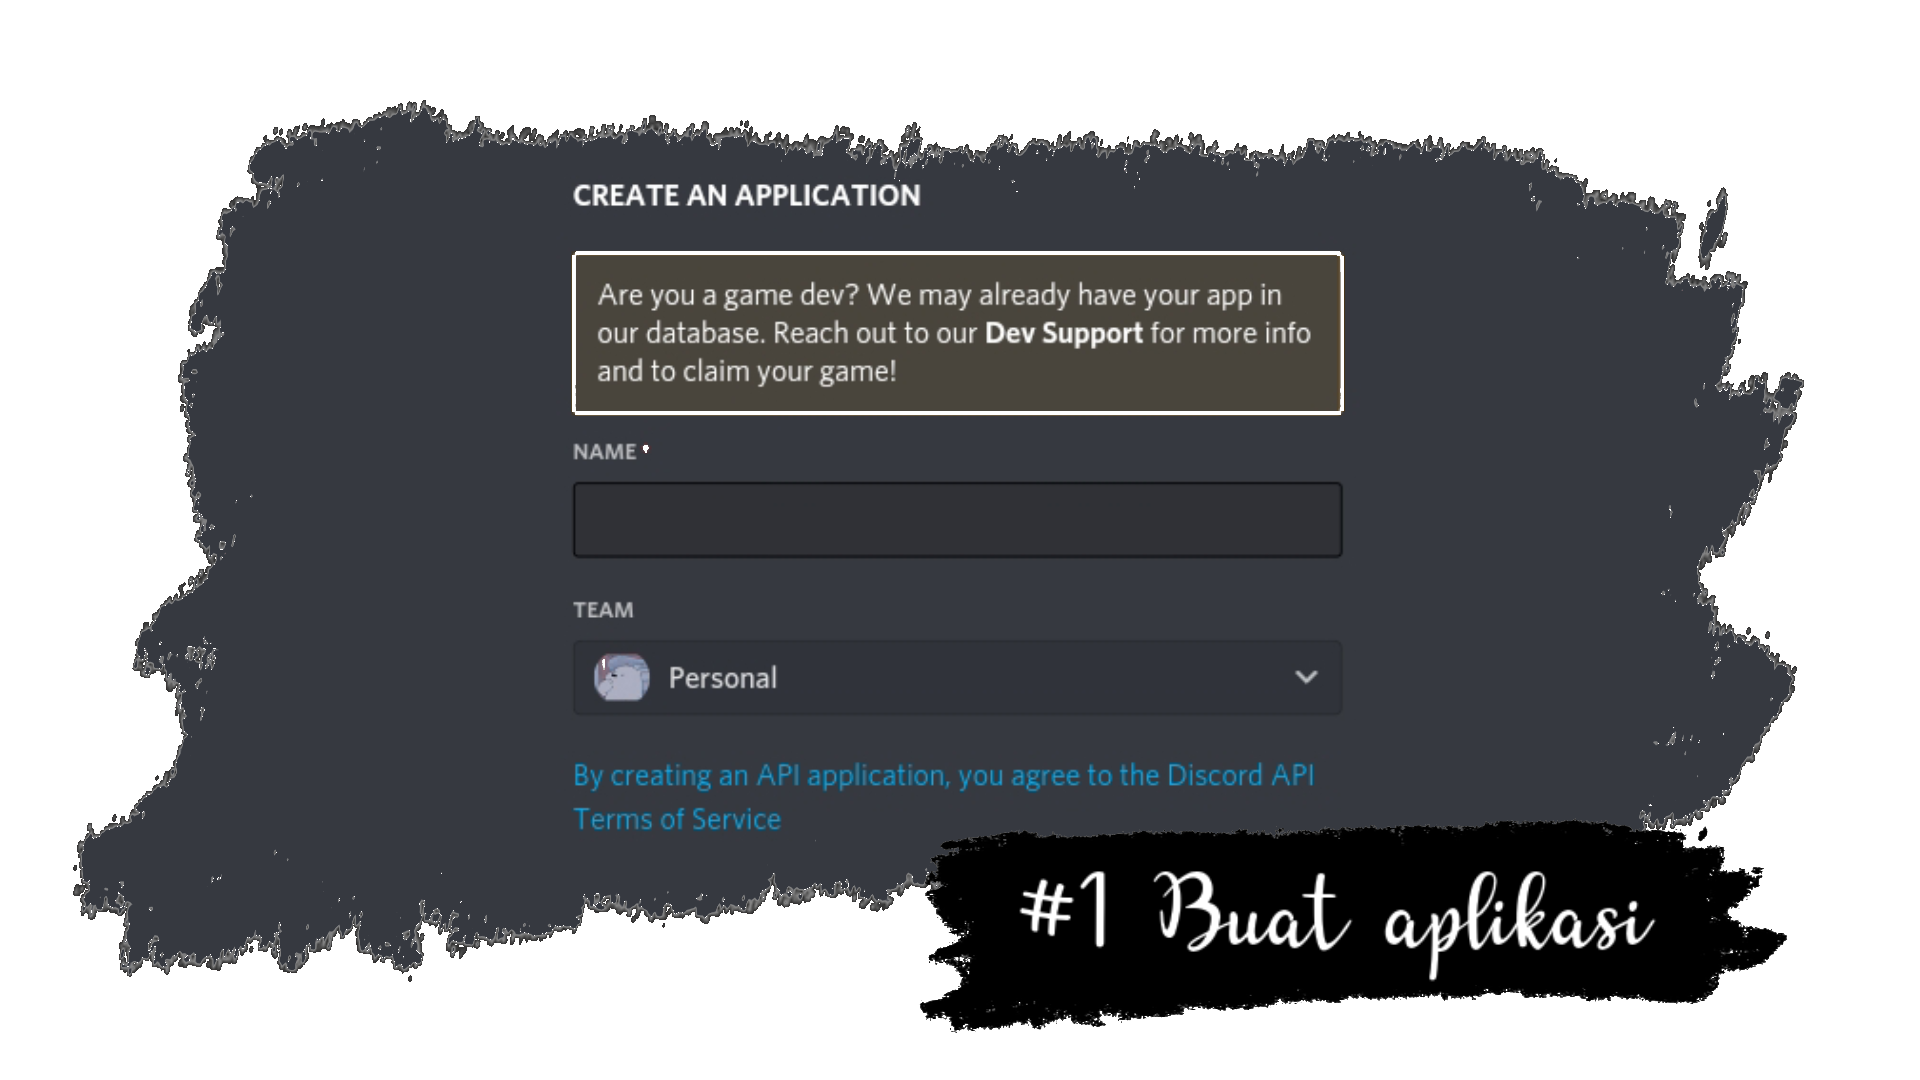 CREATE AN APPLICATION
Are you a game dev? We may already have your app in
our database. Reach out to our Dev Support for more info
and to claim your game!
NAME *
TEAM
Personal
By creating an API application, you agree to the Discord API
Terms of Service
#1 Buat aplikasi